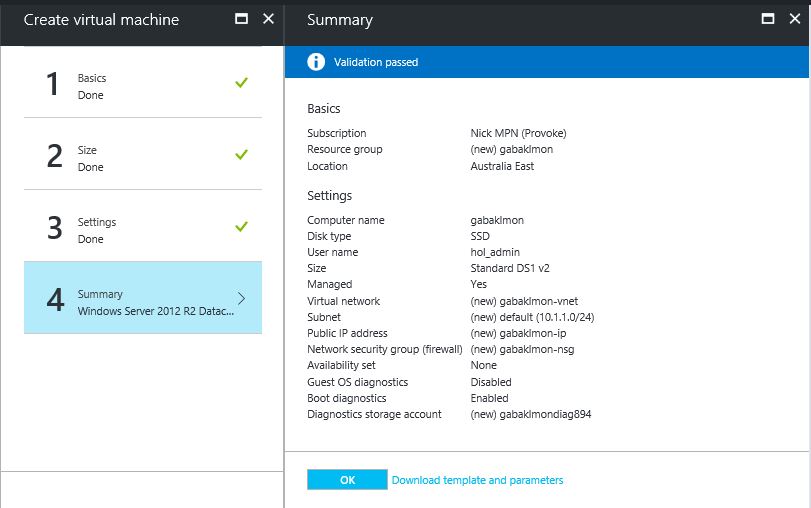 Create virtual machine
1 Basics
Done
2 Size
Done
3 Settings
Done
4 Summary
Windows Server 2012 R2 Datac...
Summary
Validation passed
Basics
Subscription Nick MPN (Provoke)
Resource group (new) gabaklmon
Location Australia East
Settings
Computer name gabaklmon
Disk type SSD
User name hol_admin
Size Standard DS1 v2
Managed Yes
Virtual network (new) gabaklmon-vnet
Subnet (new) default (10.1.1.0/24)
Public IP address (new) gabaklmon-ip
Network security group (firewall) (new) gabaklmon-nsg
Availability set None
Guest OS diagnostics Disabled
Boot diagnostics Enabled
Diagnostics storage account (new) gabaklmondiag894
OK Download template and parameters